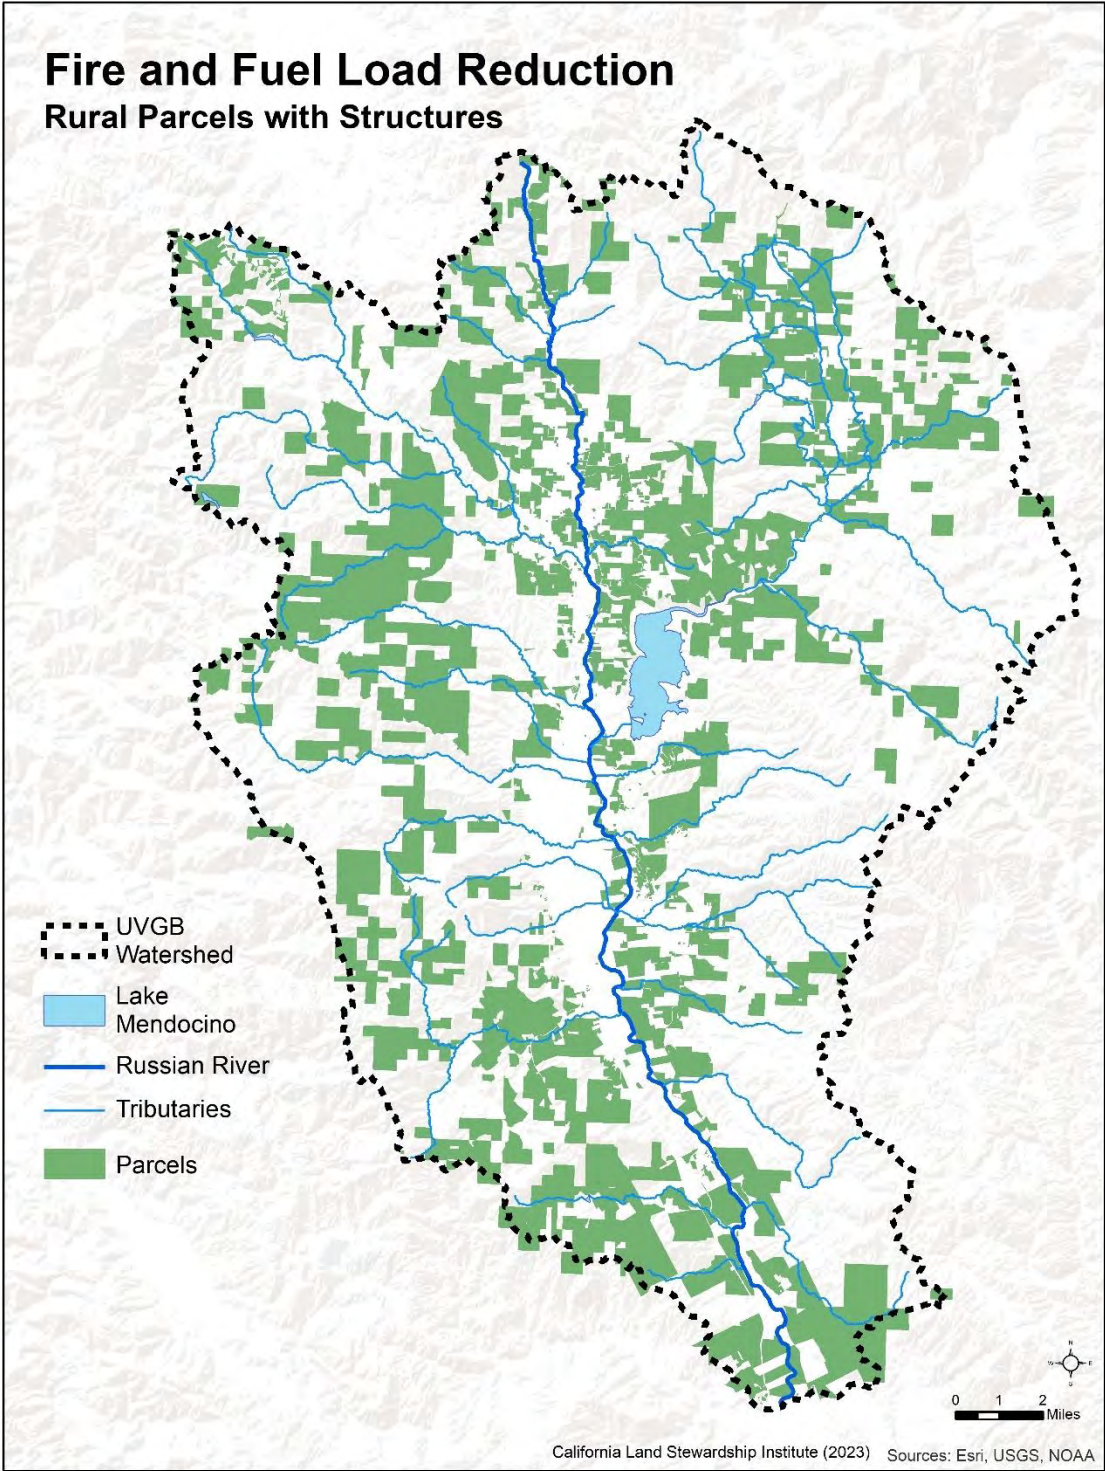 Fire and Fuel Load Reduction
Rural Parcels with Structures
UVGB
Watershed
Lake
Mendocino
Russian River
Tributaries
Parcels
N
W E
S
0 1 2
Miles
California Land Stewardship Institute (2023) Sources: Esri, USGS, NOAA